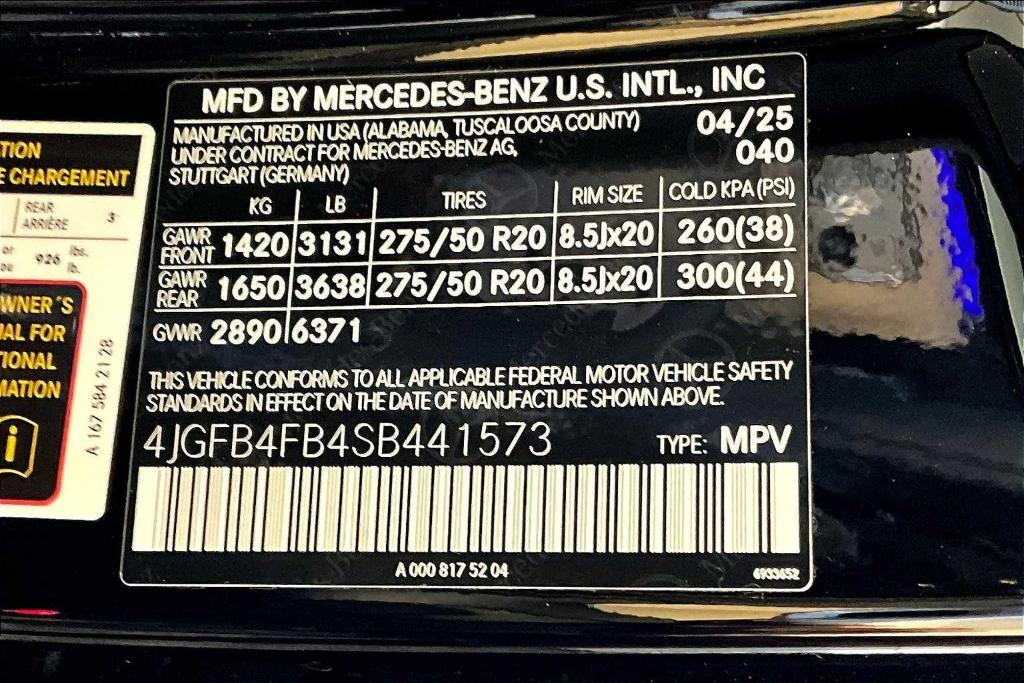 MFD BY MERCEDES-BENZ U.S. INTL., INC
MANUFACTURED IN USA (ALABAMA, TUSCALOOSA COUNTY) 04/25
UNDER CONTRACT FOR MERCEDES-BENZ AG, 040
STUTTGART (GERMANY)
KG LB TIRES RIM SIZE COLD KPA (PSI)
GAWR FRONT 1420 3131 275/50 R20 8.5Jx20 260(38)
GAWR REAR 1650 3638 275/50 R20 8.5Jx20 300(44)
GVWR 2890 6371
THIS VEHICLE CONFORMS TO ALL APPLICABLE FEDERAL MOTOR VEHICLE SAFETY
STANDARDS IN EFFECT ON THE DATE OF MANUFACTURE SHOWN ABOVE.
4JGFB4FB4SB441573 TYPE: MPV
A 000 817 52 04 6933652
TION
E CHARGEMENT
REAR 3
ARRIÈRE
or 926 lbs.
ou lb.
WNER'S
AL FOR
IONAL
MATION
i
A 167 584 21 28